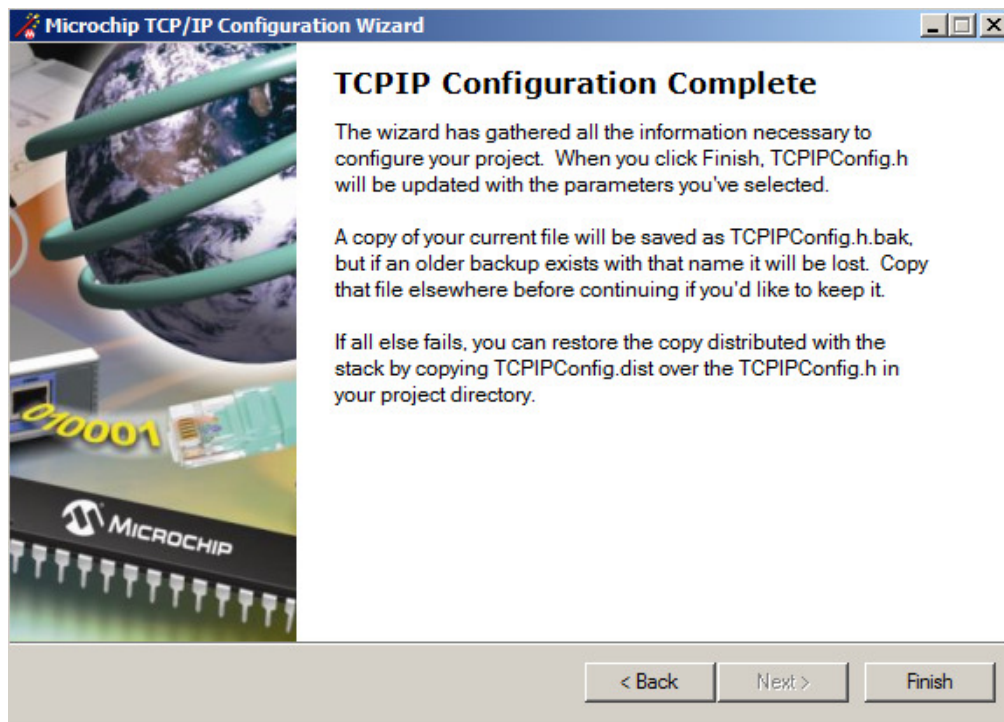 Microchip TCP/IP Configuration Wizard
TCPIP Configuration Complete
The wizard has gathered all the information necessary to
configure your project.  When you click Finish, TCPIPConfig.h
will be updated with the parameters you've selected.
A copy of your current file will be saved as TCPIPConfig.h.bak,
but if an older backup exists with that name it will be lost.  Copy
that file elsewhere before continuing if you'd like to keep it.
If all else fails, you can restore the copy distributed with the
stack by copying TCPIPConfig.dist over the TCPIPConfig.h in
your project directory.
010001
MICROCHIP
< Back
Next >
Finish